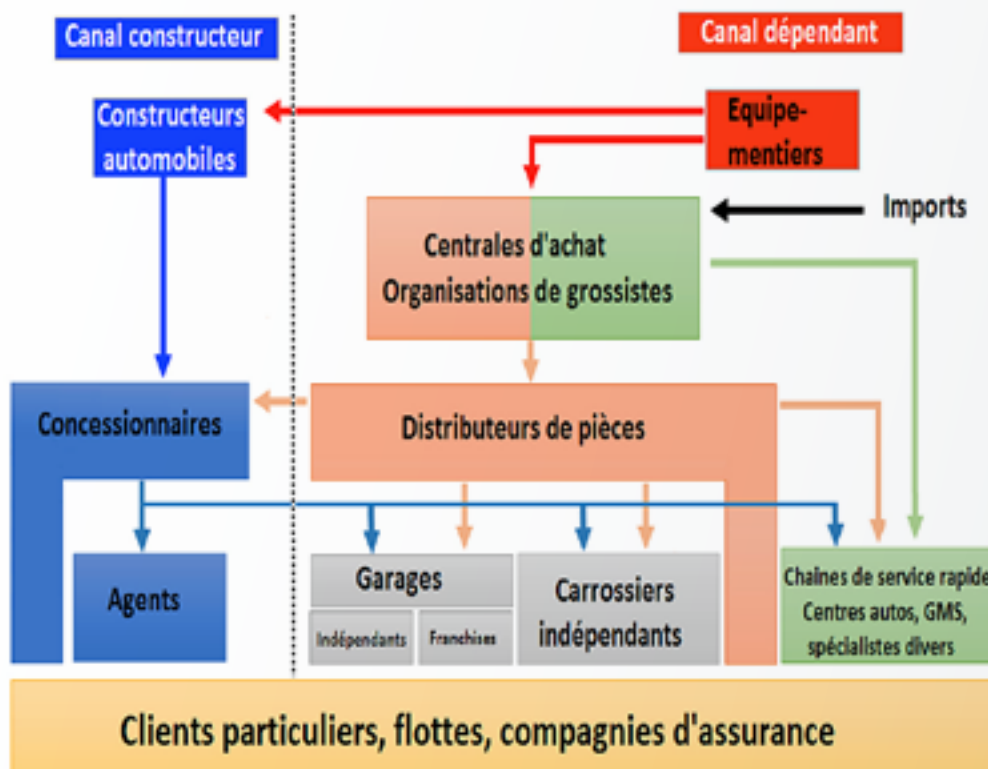 Canal constructeur
Canal dépendant
Constructeurs
automobiles
Equipe-
mentiers
Imports
Centrales d'achat
Organisations de grossistes
Concessionnaires
Distributeurs de pièces
Agents
Garages
Indépendants
Franchises
Carrossiers
indépendants
Chaînes de service rapide
Centres autos, GMS,
spécialistes divers
Clients particuliers, flottes, compagnies d'assurance